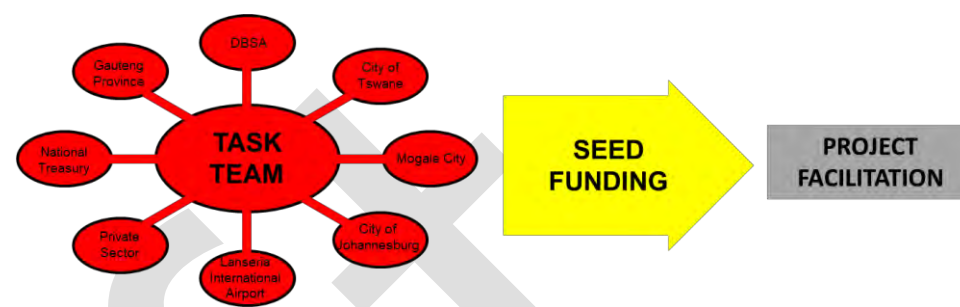 DBSA
Gauteng
Province
City of
Tswane
National
Treasury
TASK
TEAM
Mogale City
Private
Sector
City of
Johannesburg
Lanseria
International
Airport
SEED
FUNDING
PROJECT
FACILITATION